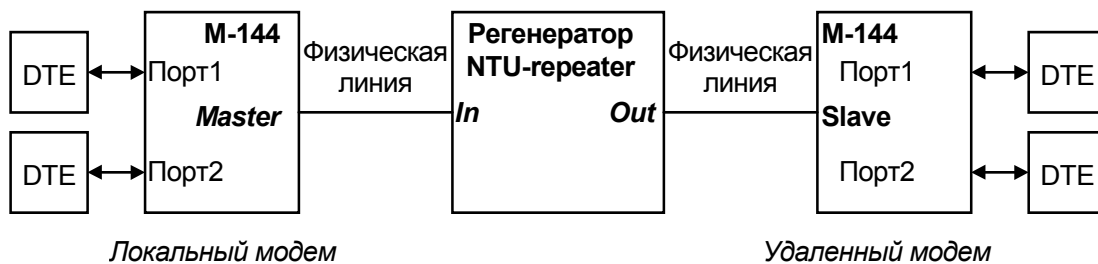 М-144
Регенератор
NTU-repeater
М-144
DTE
Порт1
Физическая
линия
Физическая
линия
Порт1
DTE
Master
In
Out
Slave
DTE
Порт2
Порт2
DTE
Локальный модем
Удаленный модем